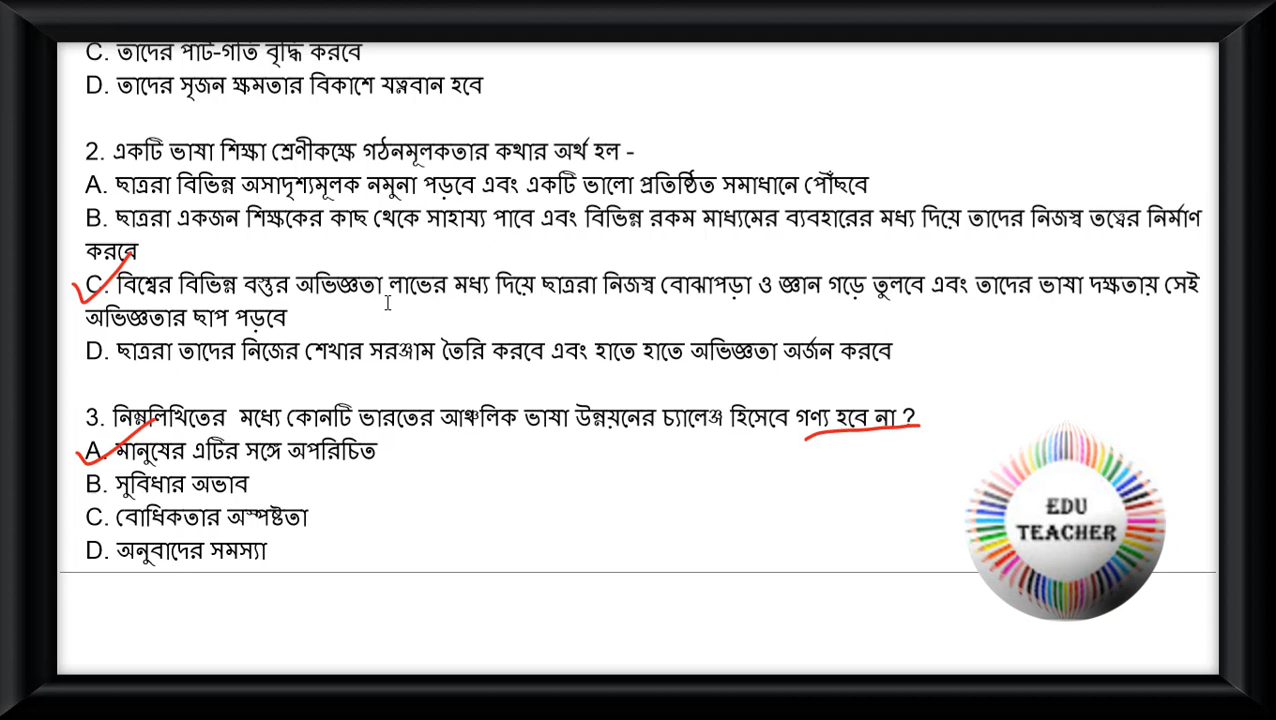 C. তাদের পাট-গতি বৃদ্ধি করবে
D. তাদের সৃজন ক্ষমতার বিকাশে যত্নবান হবে
2. একটি ভাষা শিক্ষা শ্রেণীকক্ষে গঠনমূলকতার কথার অর্থ হল -
A. ছাত্ররা বিভিন্ন অসাদৃশ্যমূলক নমুনা পড়বে এবং একটি ভালো প্রতিষ্ঠিত সমাধানে পৌঁছবে
B. ছাত্ররা একজন শিক্ষকের কাছ থেকে সাহায্য পাবে এবং বিভিন্ন রকম মাধ্যমের ব্যবহারের মধ্য দিয়ে তাদের নিজস্ব তত্ত্বের নির্মাণ
করবে
C. বিশ্বের বিভিন্ন বস্তুর অভিজ্ঞতা লাভের মধ্য দিয়ে ছাত্ররা নিজস্ব বোঝাপড়া ও জ্ঞান গড়ে তুলবে এবং তাদের ভাষা দক্ষতায় সেই
অভিজ্ঞতার ছাপ পড়বে
D. ছাত্ররা তাদের নিজের শেখার সরঞ্জাম তৈরি করবে এবং হাতে হাতে অভিজ্ঞতা অর্জন করবে
3. নিম্নলিখিতের মধ্যে কোনটি ভারতের আঞ্চলিক ভাষা উন্নয়নের চ্যালেঞ্জ হিসেবে গণ্য হবে না ?
A. মানুষের এটির সঙ্গে অপরিচিত
B. সুবিধার অভাব
C. বোধিকতার অস্পষ্টতা
D. অনুবাদের সমস্যা
EDU
TEACHER